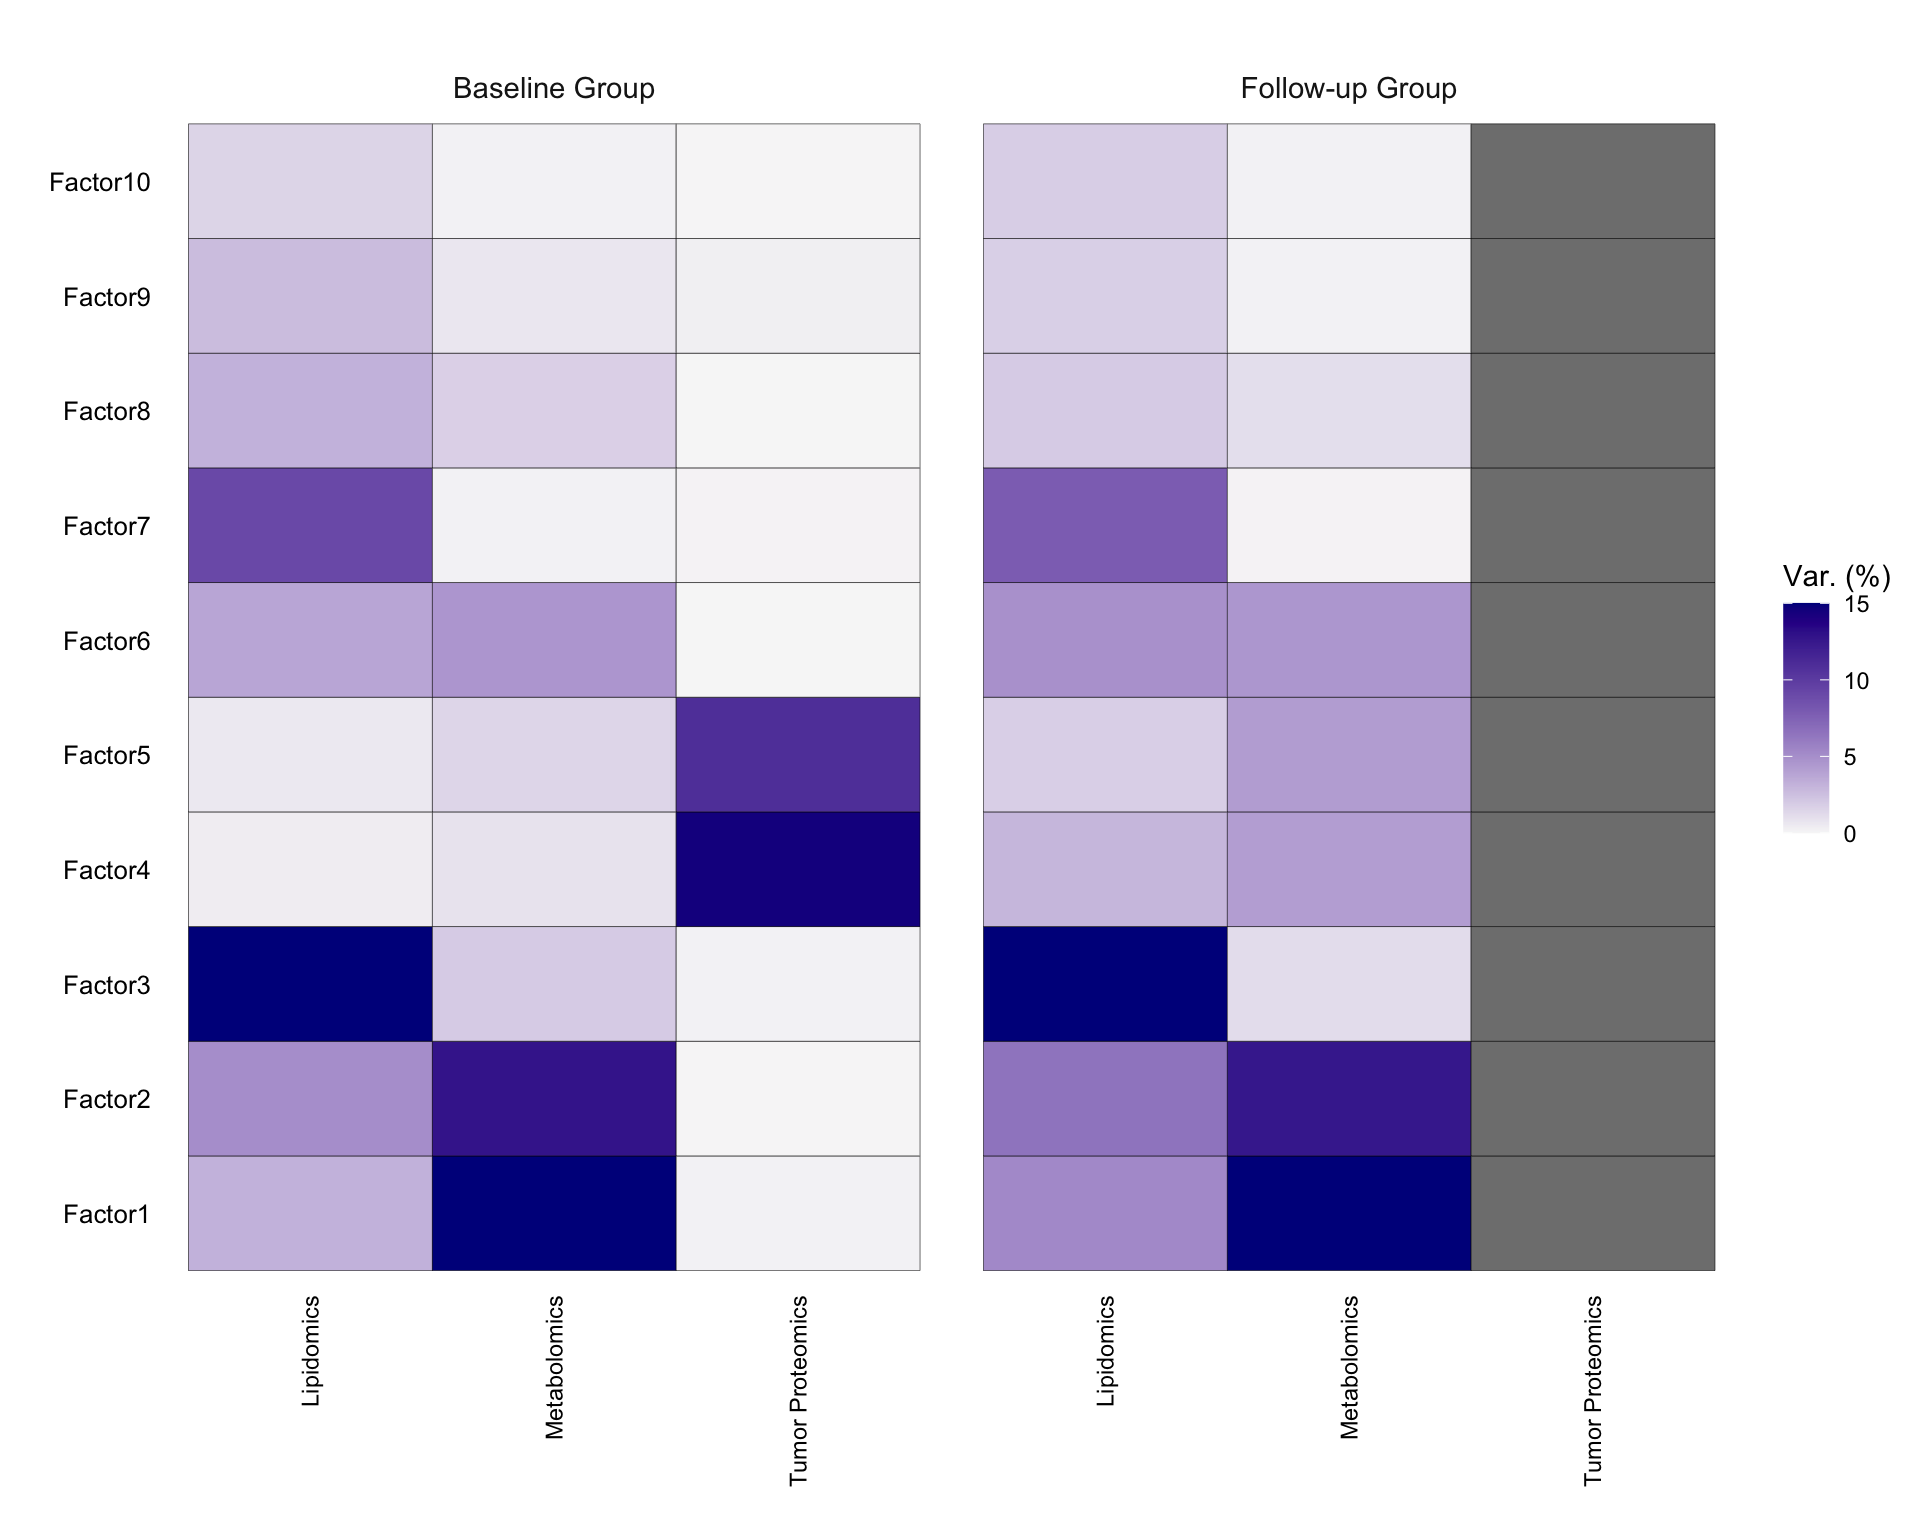 Baseline Group
Follow-up Group
Factor10
Factor9
Factor8
Factor7
Factor6
Factor5
Factor4
Factor3
Factor2
Factor1
Lipidomics
Metabolomics
Tumor Proteomics
Lipidomics
Metabolomics
Tumor Proteomics
Var. (%)
15
10
5
0